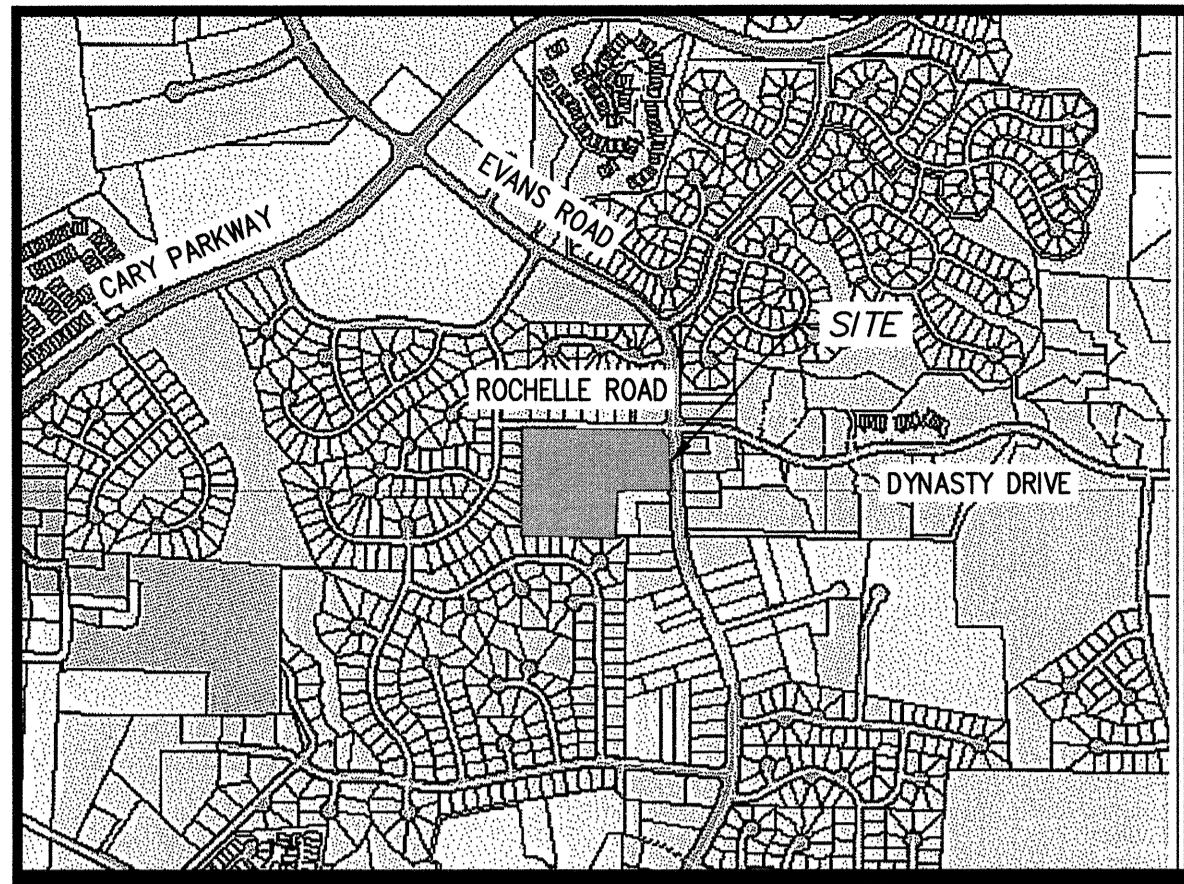 CARY PARKWAY
EVANS ROAD
SITE
ROCHELLE ROAD
DYNASTY DRIVE